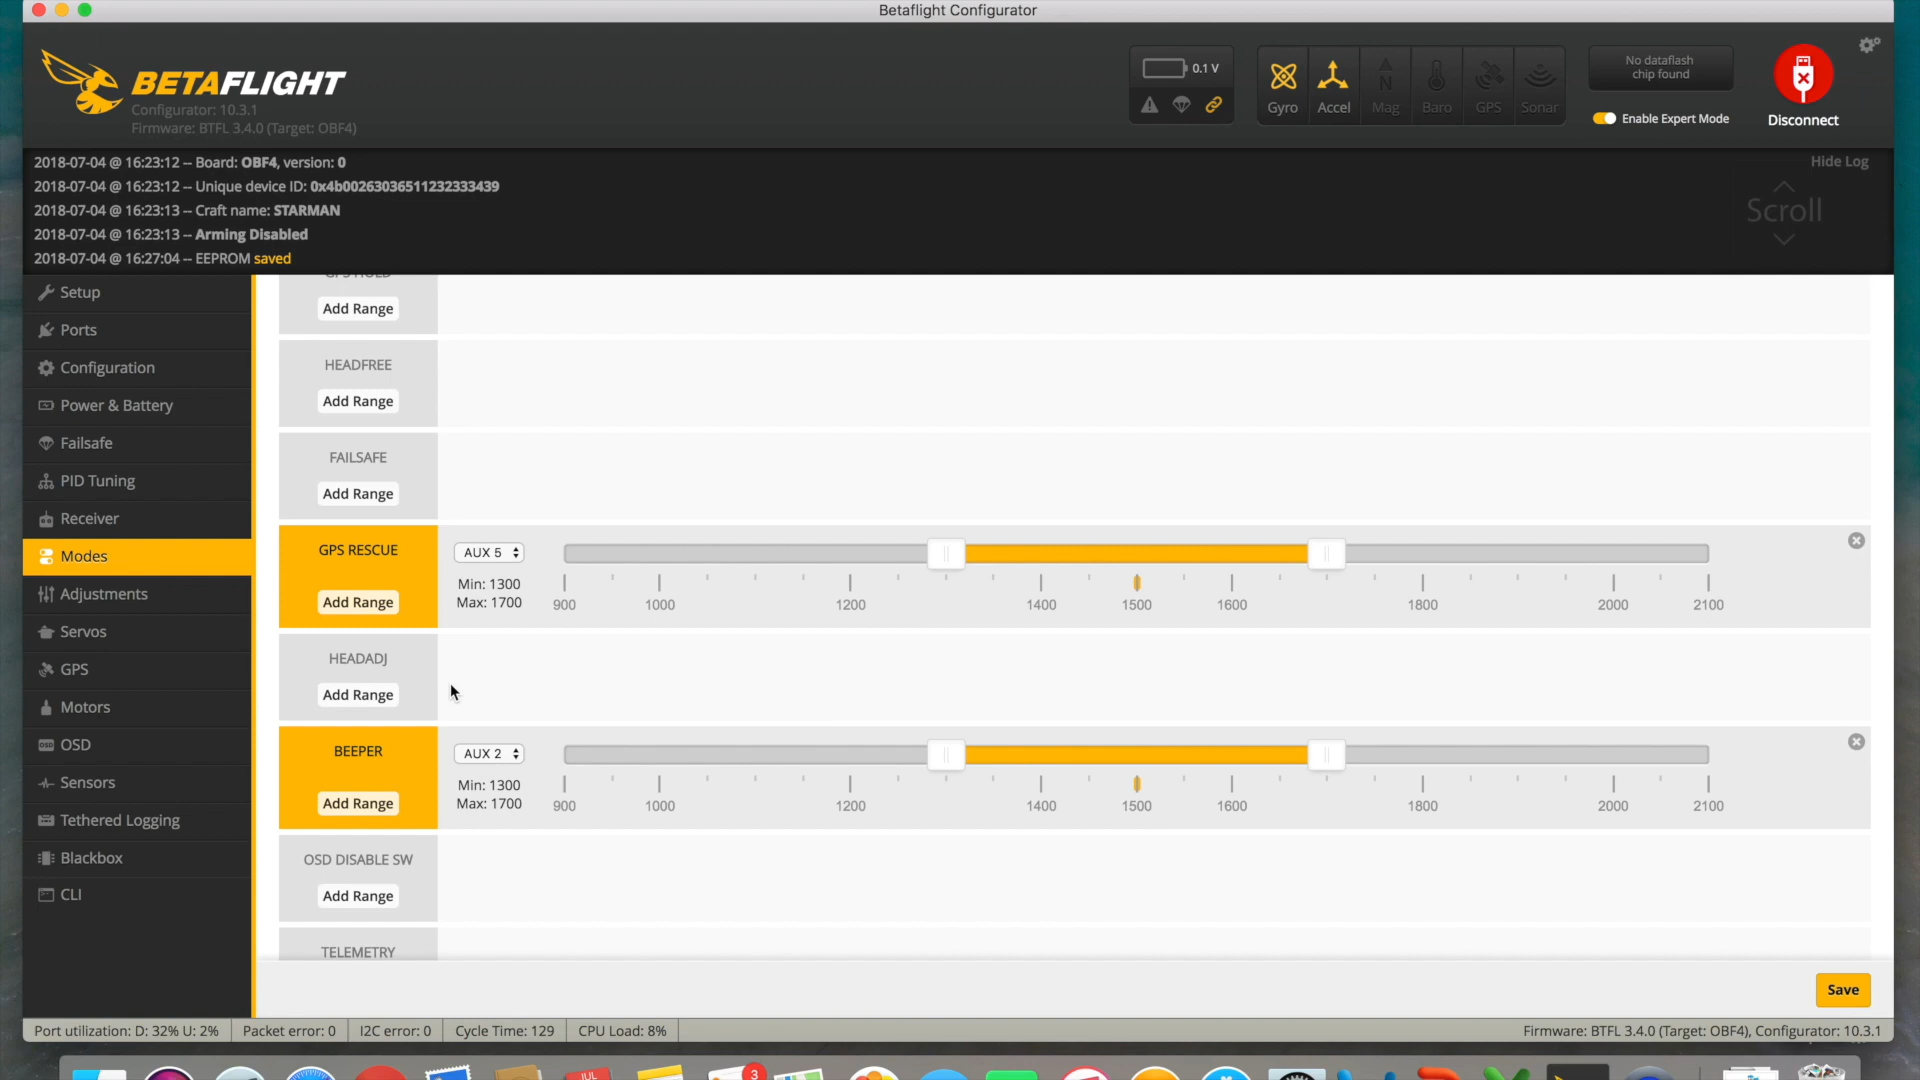 Betaflight Configurator
BETAFLIGHT
Configurator: 10.3.1
Firmware: BTFL 3.4.0 (Target: OBF4)
0.1 V
Gyro
Accel
Mag
Baro
GPS
Sonar
No dataflash
chip found
Enable Expert Mode
Disconnect
2018-07-04 @ 16:23:12 -- Board: OBF4, version: 0
2018-07-04 @ 16:23:12 -- Unique device ID: 0x4b00263036511232333439
2018-07-04 @ 16:23:13 -- Craft name: STARMAN
2018-07-04 @ 16:23:13 -- Arming Disabled
2018-07-04 @ 16:27:04 -- EEPROM saved
Hide Log
Scroll
Setup
Ports
Configuration
Power & Battery
Failsafe
PID Tuning
Receiver
Modes
Adjustments
Servos
GPS
Motors
OSD
Sensors
Tethered Logging
Blackbox
CLI
GPS HOLD
Add Range
HEADFREE
Add Range
FAILSAFE
Add Range
GPS RESCUE
Add Range
AUX 5
Min: 1300
Max: 1700
900 1000 1200 1400 1500 1600 1800 2000 2100
HEADADJ
Add Range
BEEPER
Add Range
AUX 2
Min: 1300
Max: 1700
900 1000 1200 1400 1500 1600 1800 2000 2100
OSD DISABLE SW
Add Range
TELEMETRY
Save
Port utilization: D: 32% U: 2%
Packet error: 0
I2C error: 0
Cycle Time: 129
CPU Load: 8%
Firmware: BTFL 3.4.0 (Target: OBF4), Configurator: 10.3.1
JUL
3